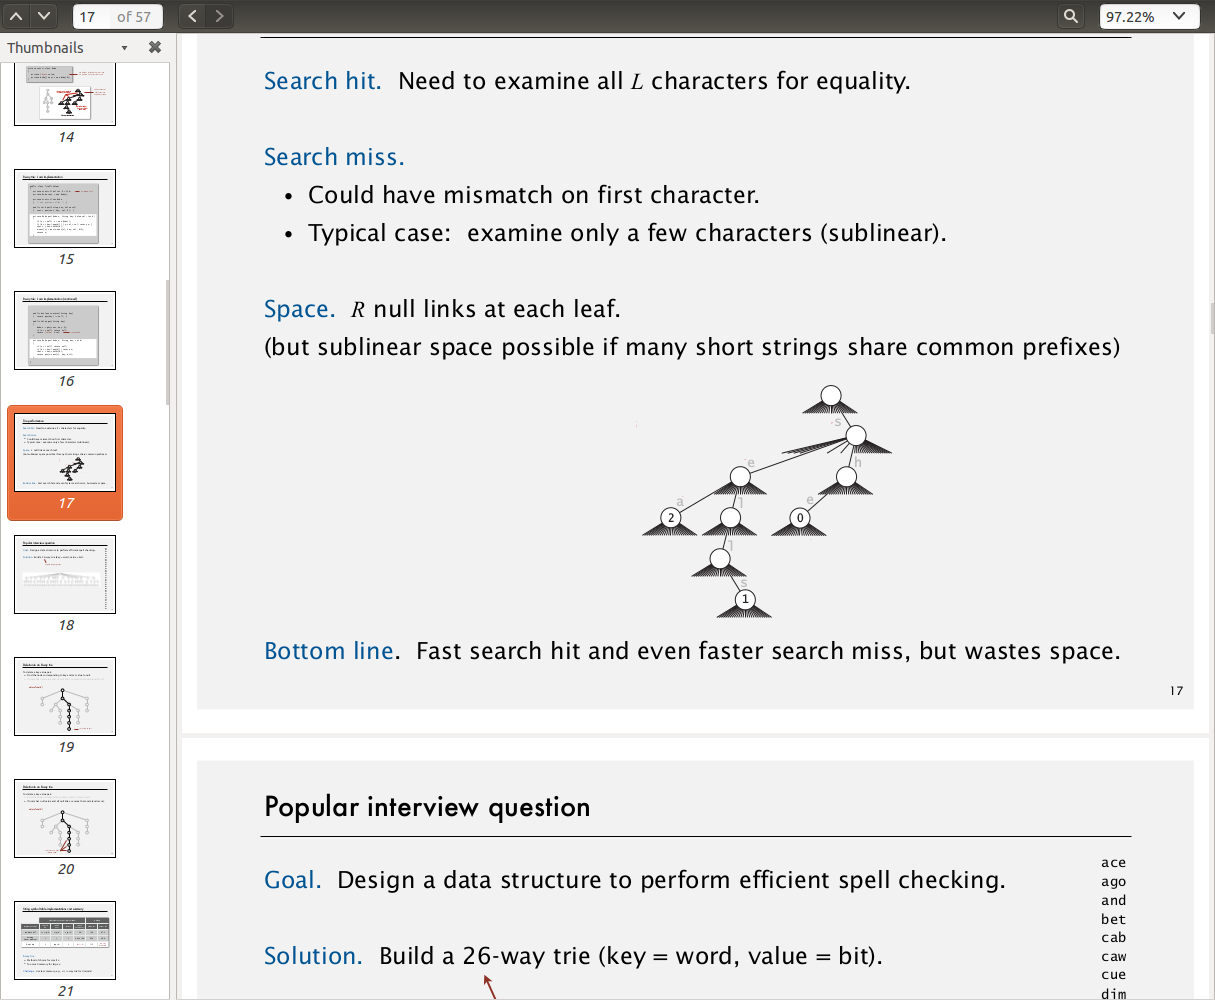 17 of 57
97.22%
Thumbnails
14
15
16
17
18
19
20
21
Search hit. Need to examine all L characters for equality.
Search miss.
• Could have mismatch on first character.
• Typical case: examine only a few characters (sublinear).
Space. R null links at each leaf.
(but sublinear space possible if many short strings share common prefixes)
s
e h
a l e
2 0
l
s
1
Bottom line. Fast search hit and even faster search miss, but wastes space.
17
Popular interview question
Goal. Design a data structure to perform efficient spell checking.
Solution. Build a 26-way trie (key = word, value = bit).
ace
ago
and
bet
cab
caw
cue
dim